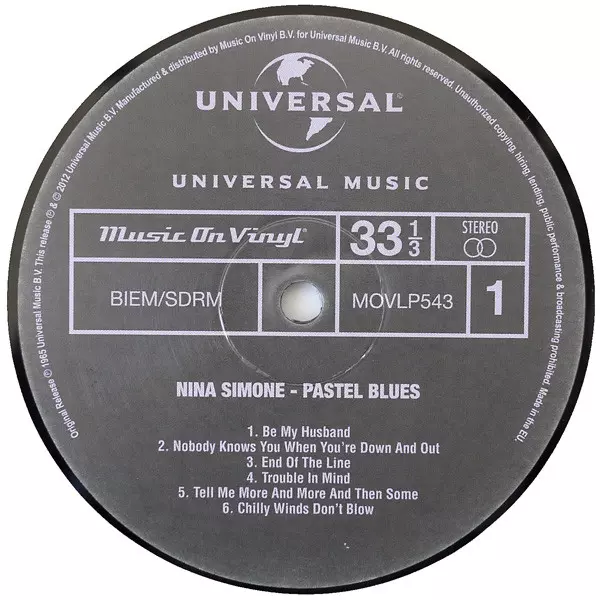 Original Release ℗ 1965 Universal Music B.V. This release ℗ & © 2012 Universal Music B.V. Manufactured & distributed by Music On Vinyl B.V. for Universal Music B.V. All rights reserved. Unauthorized copying, hiring, lending, public performance & broadcasting prohibited. Made in the EU.
UNIVERSAL
UNIVERSAL MUSIC
Music On Vinyl
33 1/3
STEREO
BIEM/SDRM
MOVLP543
1
NINA SIMONE - PASTEL BLUES
1. Be My Husband
2. Nobody Knows You When You're Down And Out
3. End Of The Line
4. Trouble In Mind
5. Tell Me More And More And Then Some
6. Chilly Winds Don't Blow